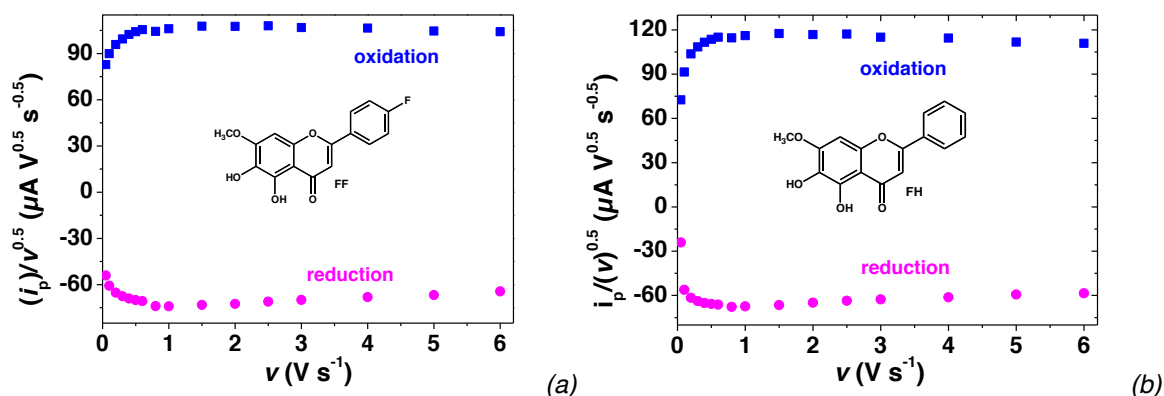 (i_p)/v^0.5 (µA V^0.5 s^-0.5)
90
60
30
0
-30
-60
oxidation
reduction
F
O
H₃CO
HO
OH
O
FF
0 1 2 3 4 5 6
v (V s^-1)
(a)
i_p/(v)^0.5 (µA V^0.5 s^-0.5)
120
90
60
30
0
-30
-60
oxidation
reduction
O
H₃CO
HO
OH
O
FH
0 1 2 3 4 5 6
v (V s^-1)
(b)